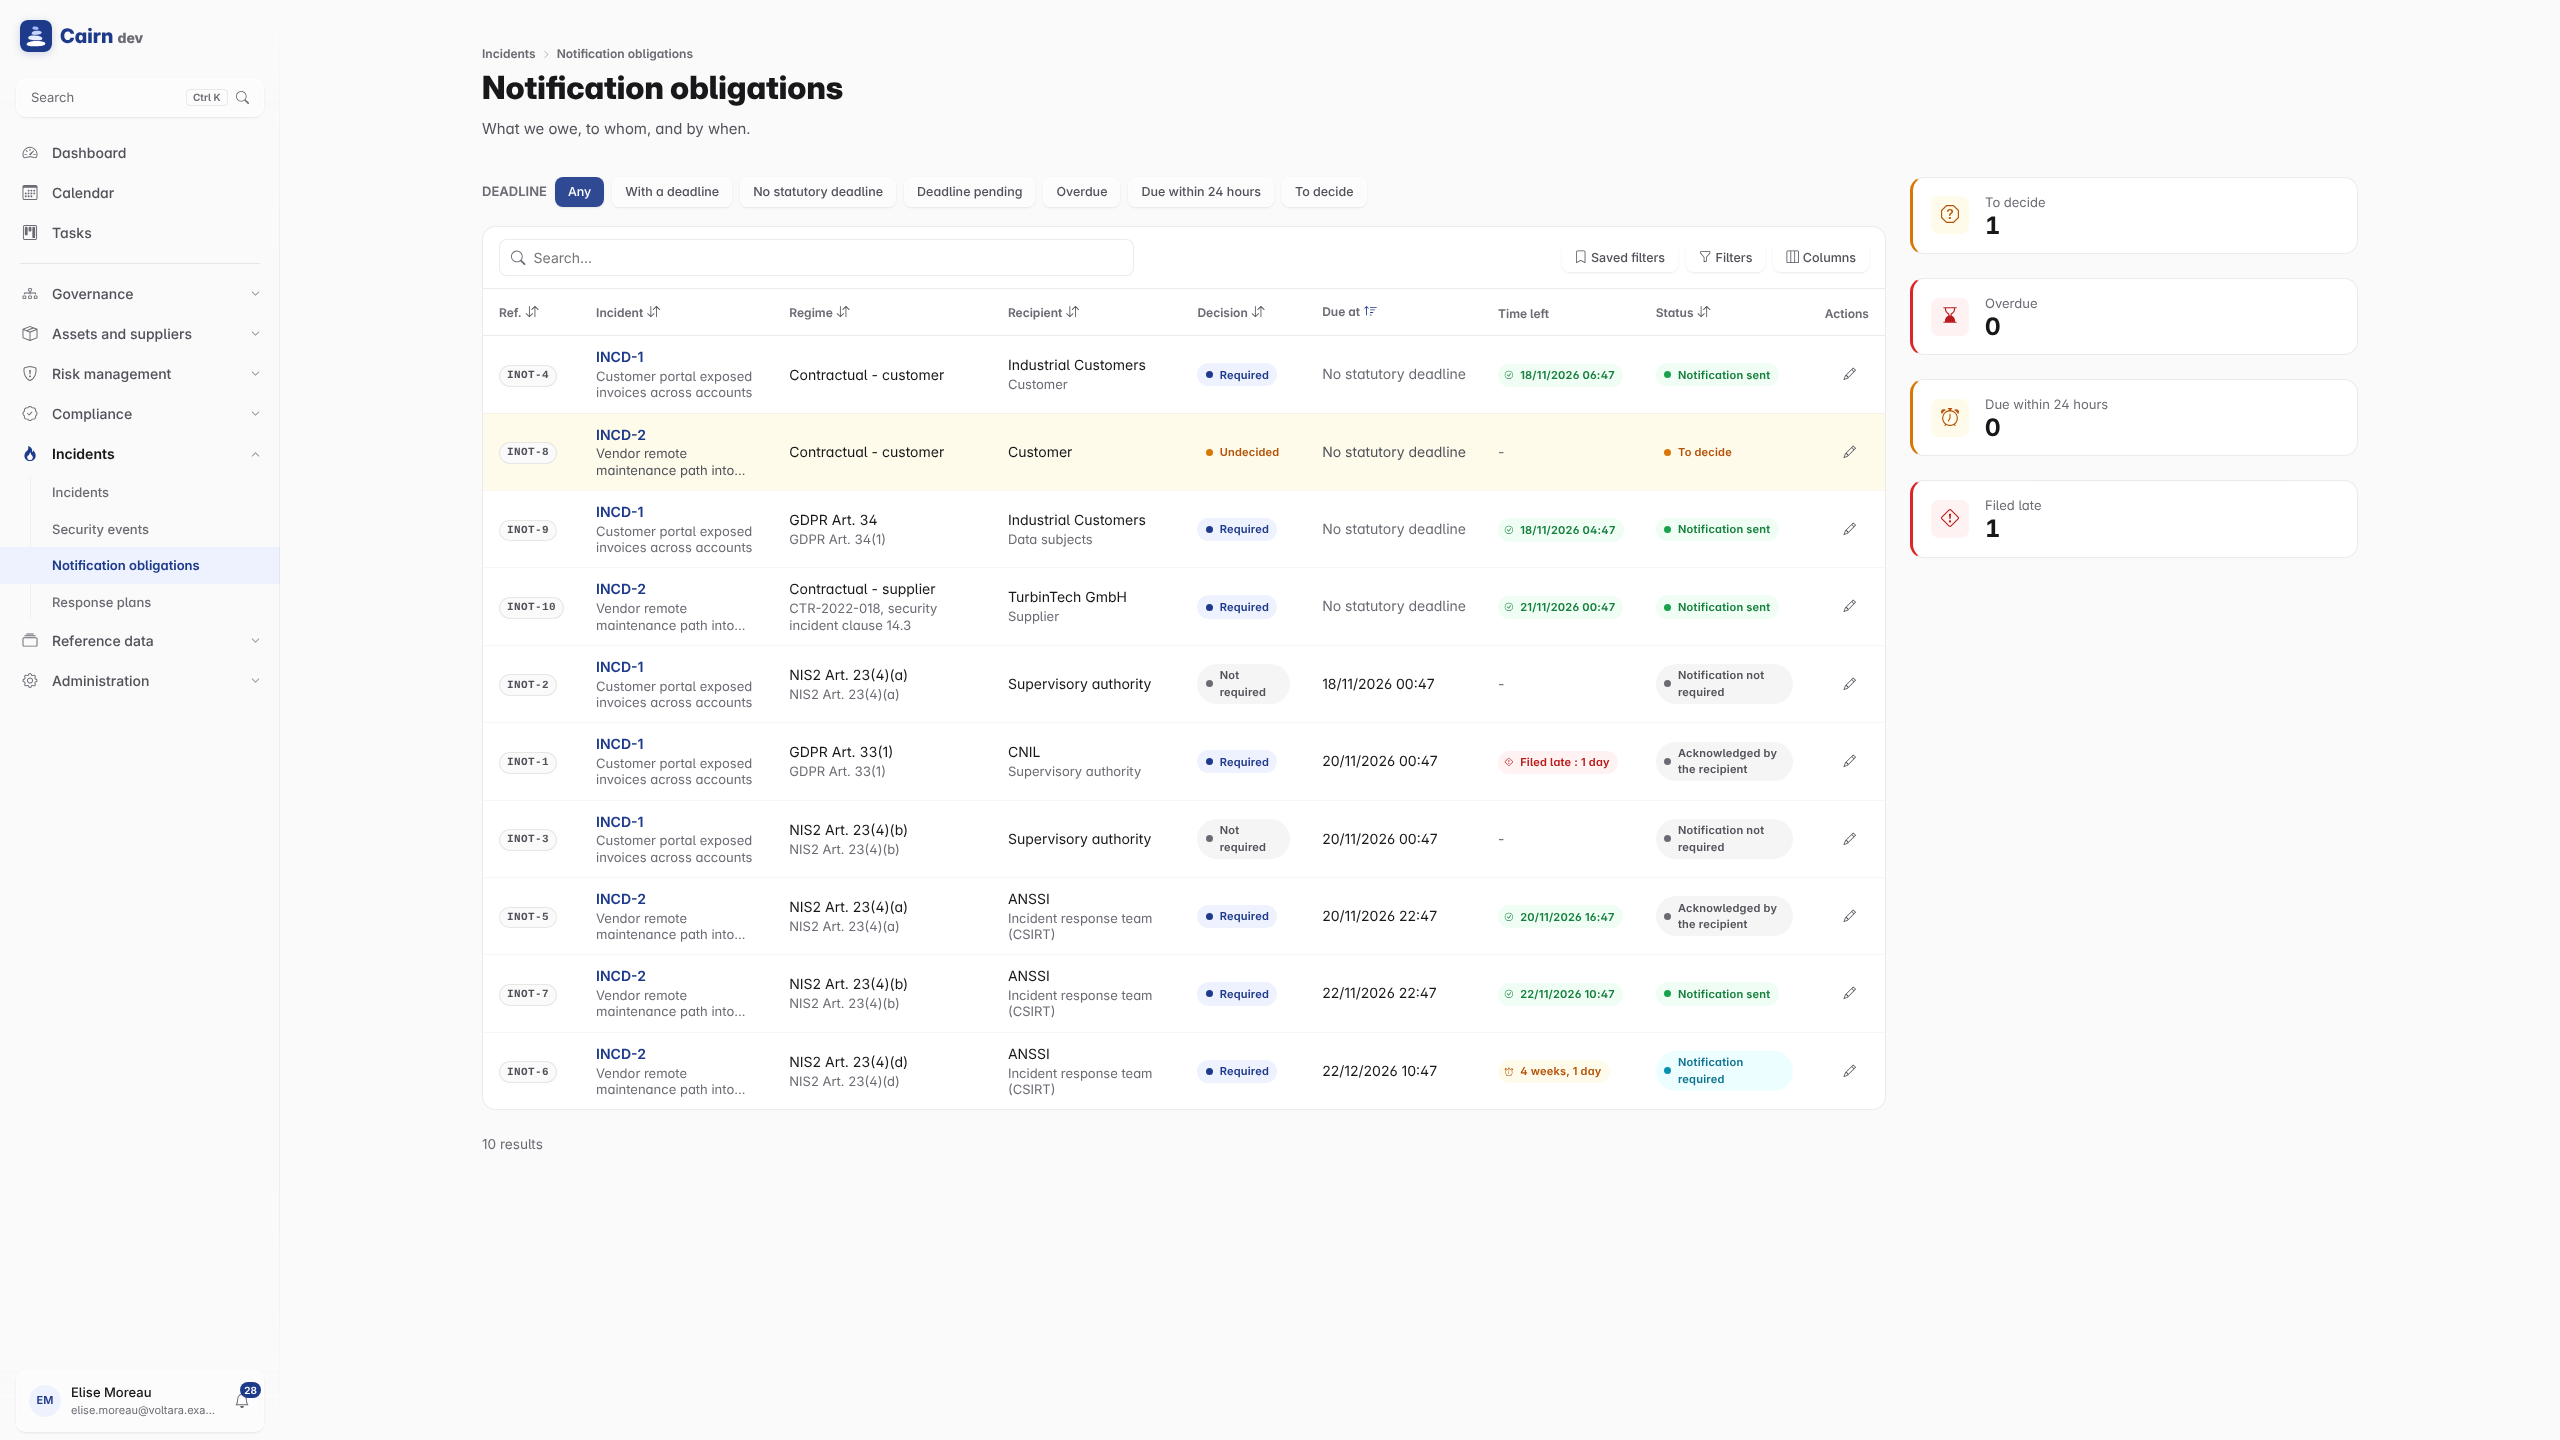 Cairn dev
Search Ctrl K
Dashboard
Calendar
Tasks
Governance
Assets and suppliers
Risk management
Compliance
Incidents
Incidents
Security events
Notification obligations
Response plans
Reference data
Administration
EM
Elise Moreau
elise.moreau@voltara.exa...
28
Incidents > Notification obligations
Notification obligations
What we owe, to whom, and by when.
DEADLINE Any With a deadline No statutory deadline Deadline pending Overdue Due within 24 hours To decide
Search... Saved filters Filters Columns
Ref. Incident Regime Recipient Decision Due at Time left Status Actions
INOT-4
INCD-1
Customer portal exposed
invoices across accounts
Contractual - customer
Industrial Customers
Customer
Required
No statutory deadline
18/11/2026 06:47
Notification sent
INOT-8
INCD-2
Vendor remote
maintenance path into...
Contractual - customer
Customer
Undecided
No statutory deadline
-
To decide
INOT-9
INCD-1
Customer portal exposed
invoices across accounts
GDPR Art. 34
GDPR Art. 34(1)
Industrial Customers
Data subjects
Required
No statutory deadline
18/11/2026 04:47
Notification sent
INOT-10
INCD-2
Vendor remote
maintenance path into...
Contractual - supplier
CTR-2022-018, security
incident clause 14.3
TurbinTech GmbH
Supplier
Required
No statutory deadline
21/11/2026 00:47
Notification sent
INOT-2
INCD-1
Customer portal exposed
invoices across accounts
NIS2 Art. 23(4)(a)
NIS2 Art. 23(4)(a)
Supervisory authority
Not
required
18/11/2026 00:47
-
Notification not
required
INOT-1
INCD-1
Customer portal exposed
invoices across accounts
GDPR Art. 33(1)
GDPR Art. 33(1)
CNIL
Supervisory authority
Required
20/11/2026 00:47
Filed late : 1 day
Acknowledged by
the recipient
INOT-3
INCD-1
Customer portal exposed
invoices across accounts
NIS2 Art. 23(4)(b)
NIS2 Art. 23(4)(b)
Supervisory authority
Not
required
20/11/2026 00:47
-
Notification not
required
INOT-5
INCD-2
Vendor remote
maintenance path into...
NIS2 Art. 23(4)(a)
NIS2 Art. 23(4)(a)
ANSSI
Incident response team
(CSIRT)
Required
20/11/2026 22:47
20/11/2026 16:47
Acknowledged by
the recipient
INOT-7
INCD-2
Vendor remote
maintenance path into...
NIS2 Art. 23(4)(b)
NIS2 Art. 23(4)(b)
ANSSI
Incident response team
(CSIRT)
Required
22/11/2026 22:47
22/11/2026 10:47
Notification sent
INOT-6
INCD-2
Vendor remote
maintenance path into...
NIS2 Art. 23(4)(d)
NIS2 Art. 23(4)(d)
ANSSI
Incident response team
(CSIRT)
Required
22/12/2026 10:47
4 weeks, 1 day
Notification
required
10 results
To decide
1
Overdue
0
Due within 24 hours
0
Filed late
1